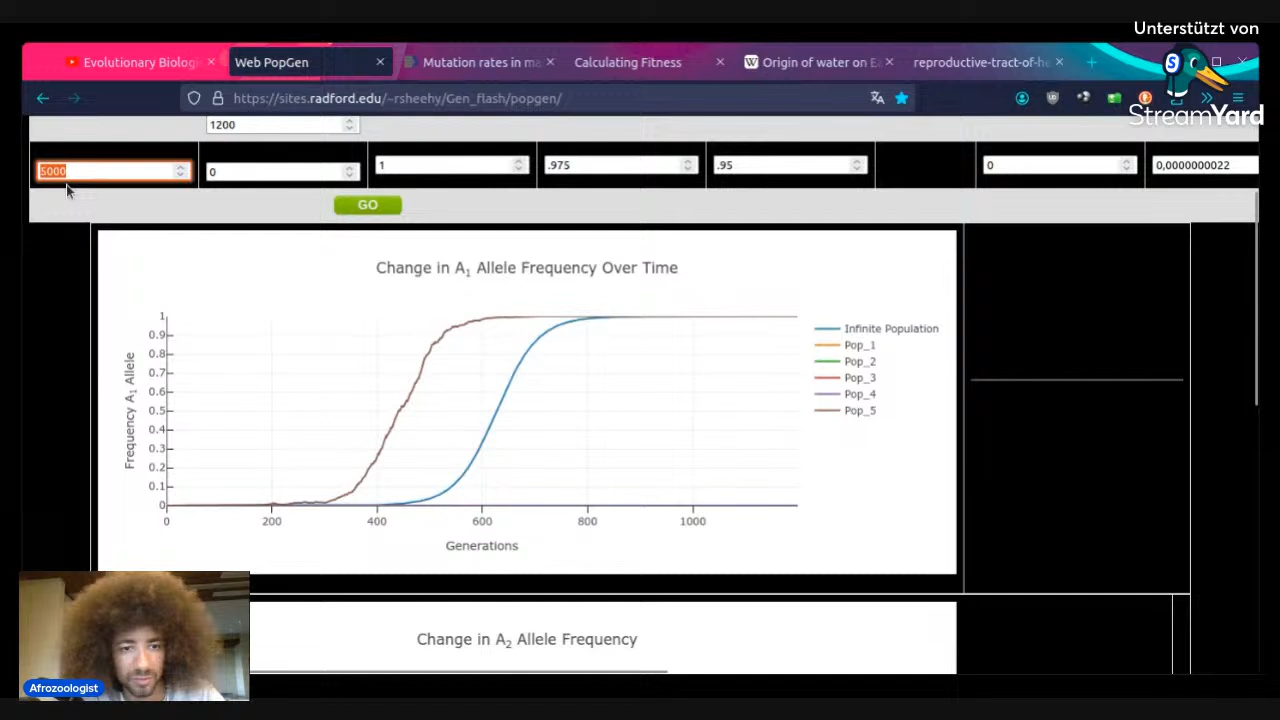 Unterstützt von
StreamYard
Evolutionary Biologi
Web PopGen
Mutation rates in ma
Calculating Fitness
Origin of water on Ea
reproductive-tract-of-he
https://sites.radford.edu/~rsheehy/Gen_flash/popgen/
1200
5000
0
1
.975
.95
0
0,0000000022
GO
Change in A1 Allele Frequency Over Time
Frequency A1 Allele
1
0.9
0.8
0.7
0.6
0.5
0.4
0.3
0.2
0.1
0
0 200 400 600 800 1000
Generations
Infinite Population
Pop_1
Pop_2
Pop_3
Pop_4
Pop_5
Change in A2 Allele Frequency
Afrozoologist